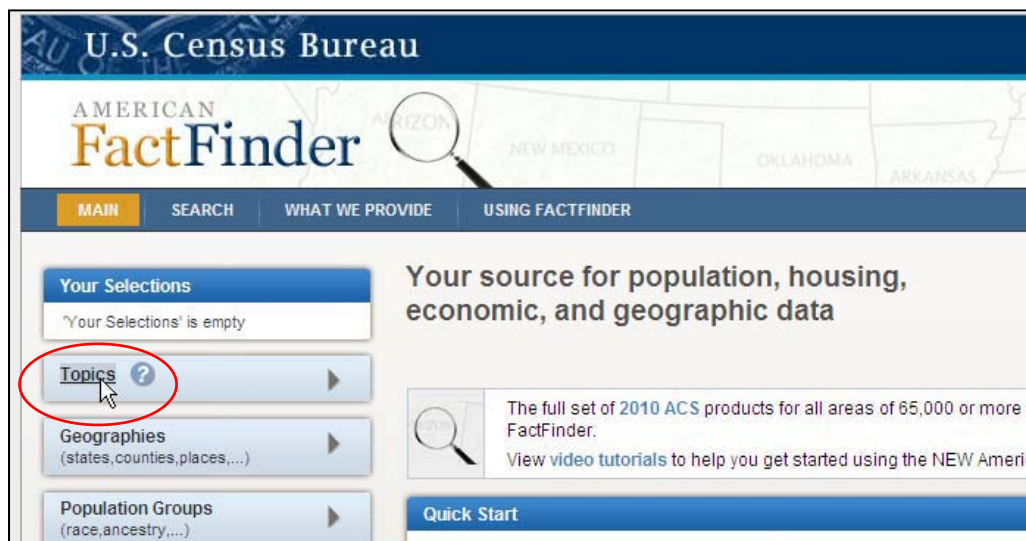 U.S. Census Bureau
AMERICAN
FactFinder
ARIZON
NEW MEXICO
OKLAHOMA
ARKANSAS
MAIN
SEARCH
WHAT WE PROVIDE
USING FACTFINDER
Your Selections
'Your Selections' is empty
Topics ?
Geographies
(states,counties,places,...)
Population Groups
(race,ancestry,...)
Your source for population, housing,
economic, and geographic data
The full set of 2010 ACS products for all areas of 65,000 or more
FactFinder.
View video tutorials to help you get started using the NEW Ameri
Quick Start